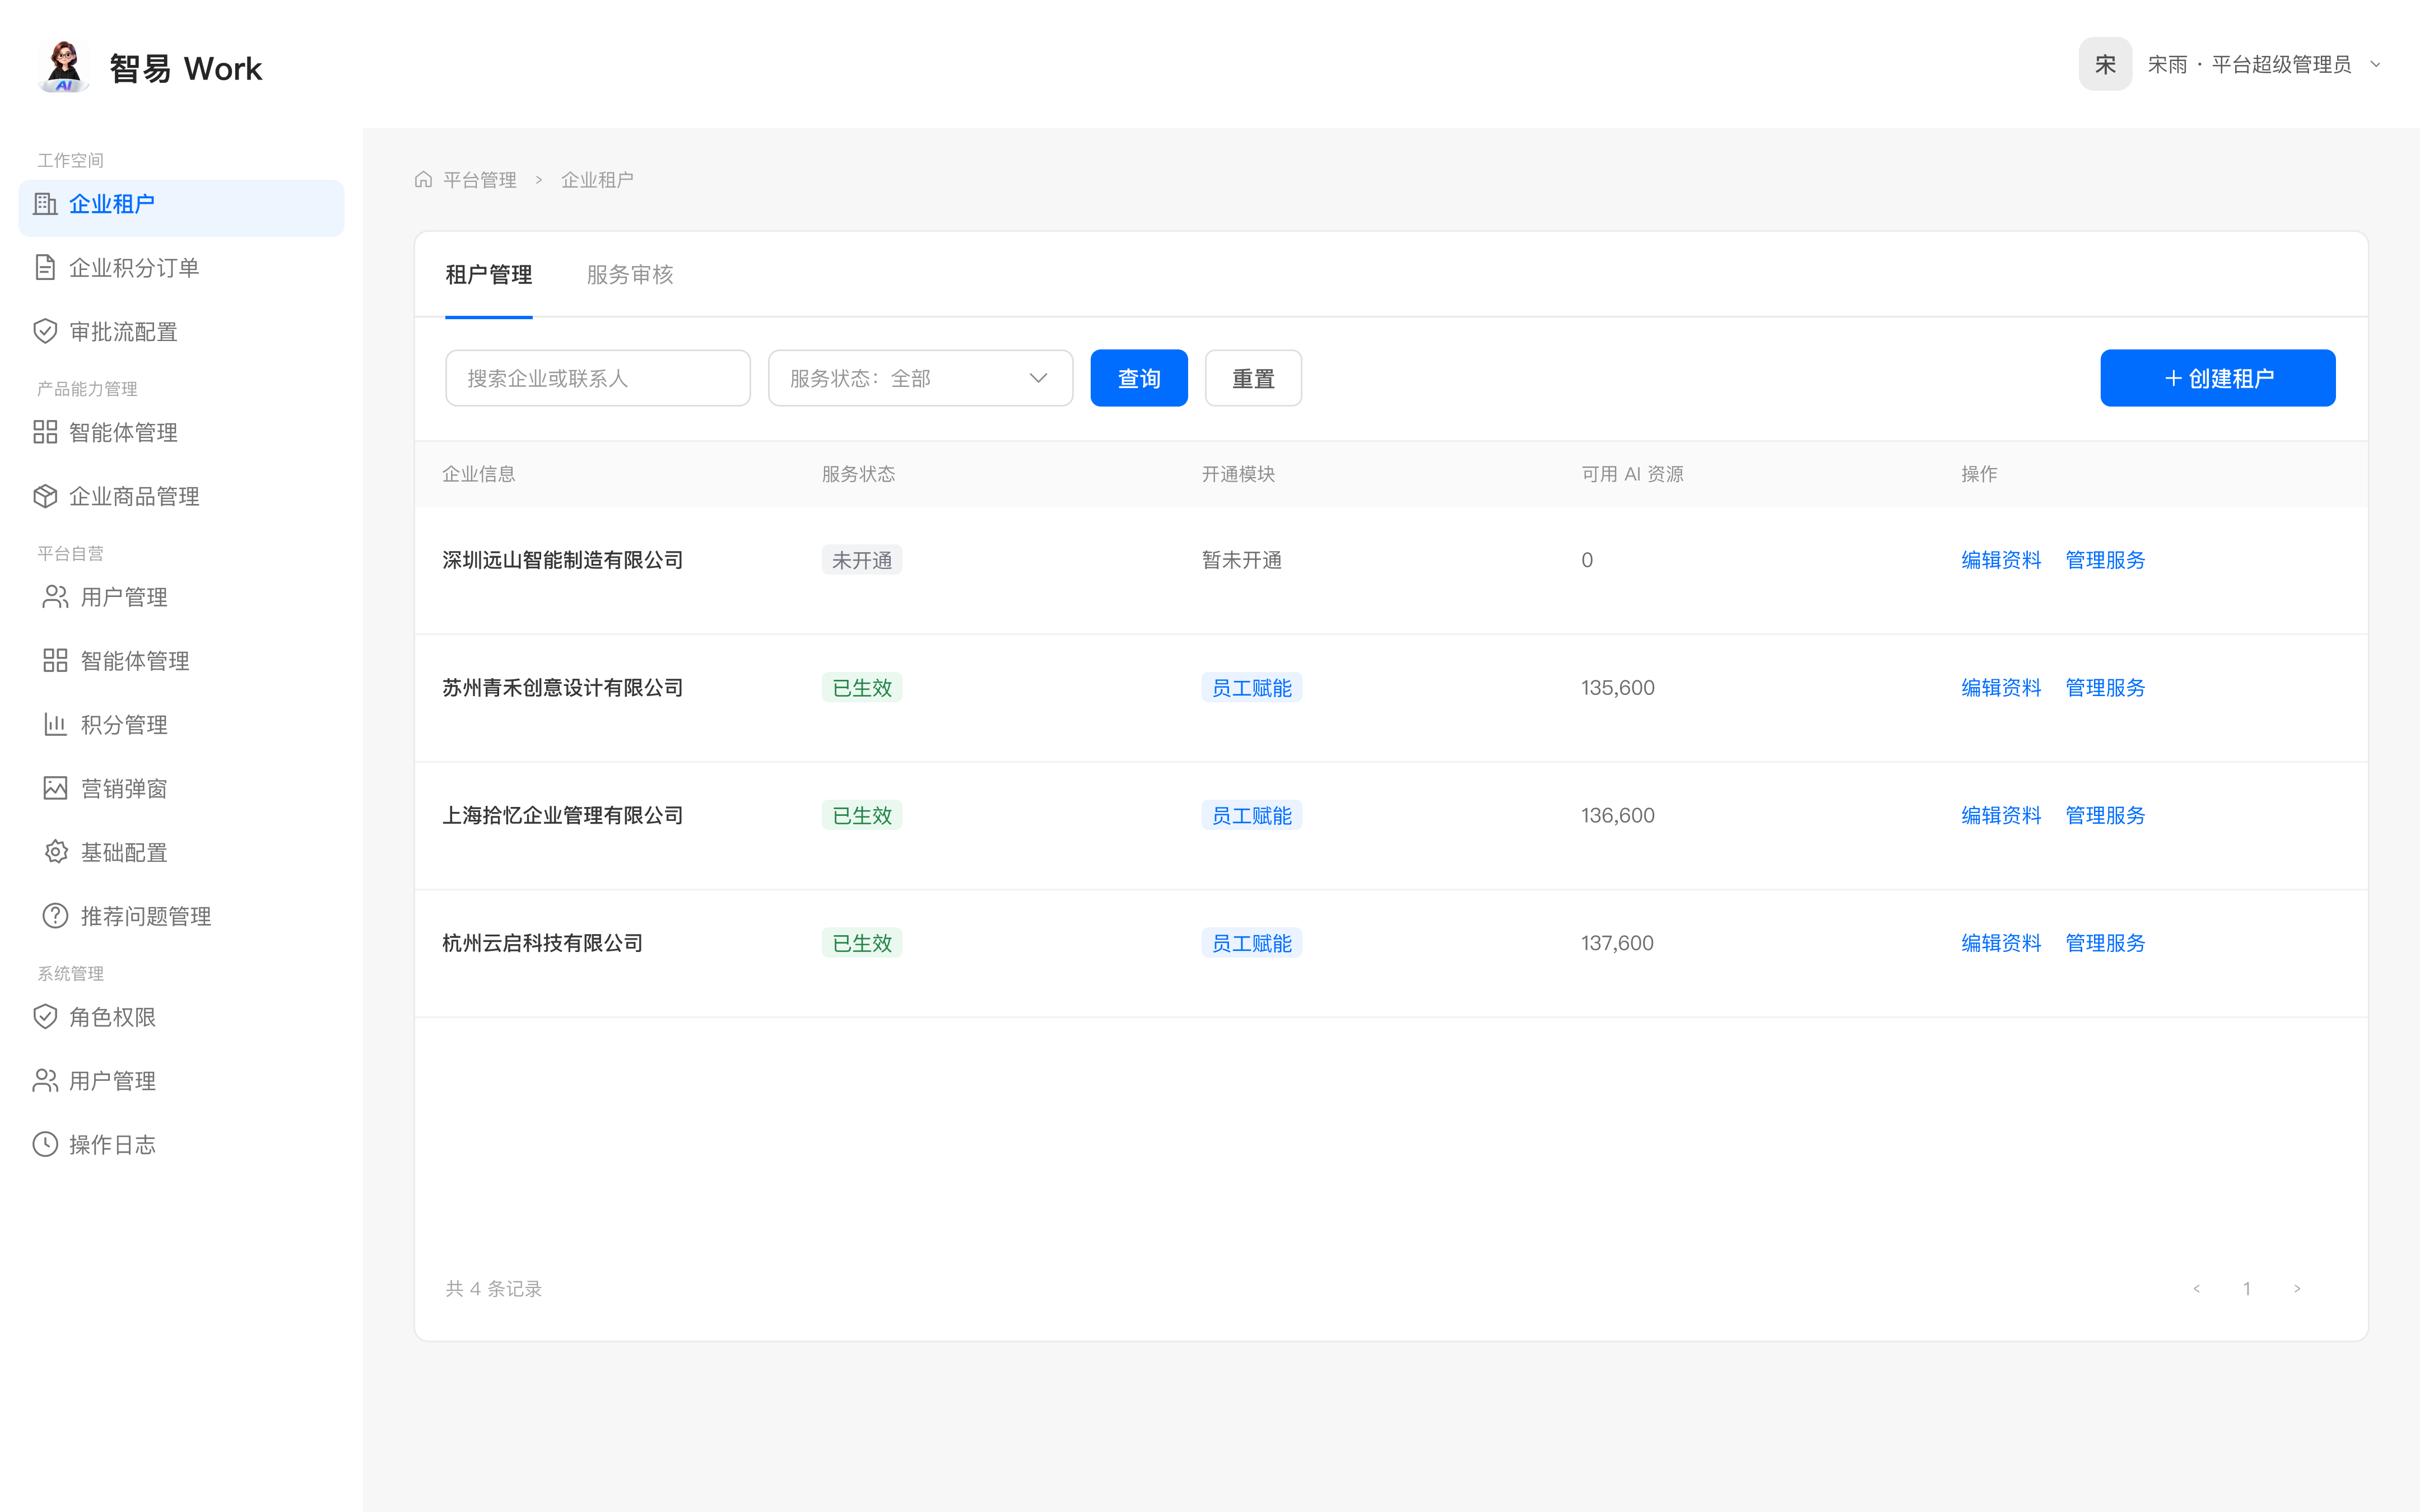 AI
智易 Work
宋
宋雨 · 平台超级管理员
工作空间
企业租户
企业积分订单
审批流配置
产品能力管理
智能体管理
企业商品管理
平台自营
用户管理
智能体管理
积分管理
营销弹窗
基础配置
推荐问题管理
系统管理
角色权限
用户管理
操作日志
平台管理 > 企业租户
租户管理 服务审核
搜索企业或联系人 服务状态：全部 查询 重置 + 创建租户
企业信息 服务状态 开通模块 可用 AI 资源 操作
深圳远山智能制造有限公司 未开通 暂未开通 0 编辑资料 管理服务
苏州青禾创意设计有限公司 已生效 员工赋能 135,600 编辑资料 管理服务
上海拾忆企业管理有限公司 已生效 员工赋能 136,600 编辑资料 管理服务
杭州云启科技有限公司 已生效 员工赋能 137,600 编辑资料 管理服务
共 4 条记录 < 1 >